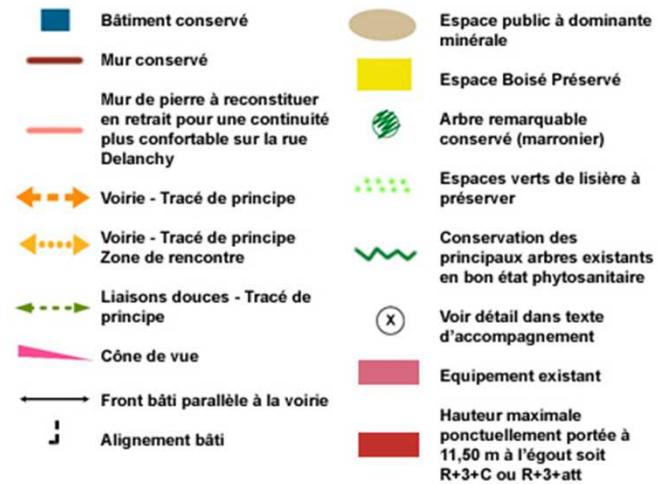 Bâtiment conservé
Mur conservé
Mur de pierre à reconstituer
en retrait pour une continuité
plus confortable sur la rue
Delanchy
Voirie - Tracé de principe
Voirie - Tracé de principe
Zone de rencontre
Liaisons douces - Tracé de
principe
Cône de vue
Front bâti parallèle à la voirie
Alignement bâti
Espace public à dominante
minérale
Espace Boisé Préservé
Arbre remarquable
conservé (marronier)
Espaces verts de lisière à
préserver
Conservation des
principaux arbres existants
en bon état phytosanitaire
X
Voir détail dans texte
d'accompagnement
Equipement existant
Hauteur maximale
ponctuellement portée à
11,50 m à l'égout soit
R+3+C ou R+3+att